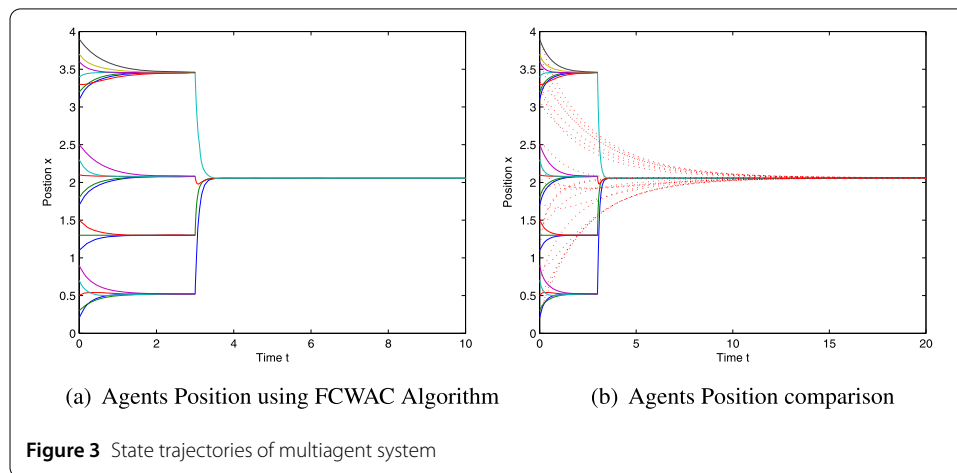 4
3.5
3
2.5
2
1.5
1
0.5
0
Postion x
0 2 4 6 8 10
Time t
(a) Agents Position using FCWAC Algorithm
4
3.5
3
2.5
2
1.5
1
0.5
0
Position x
0 5 10 15 20
Time t
(b) Agents Position comparison
Figure 3 State trajectories of multiagent system